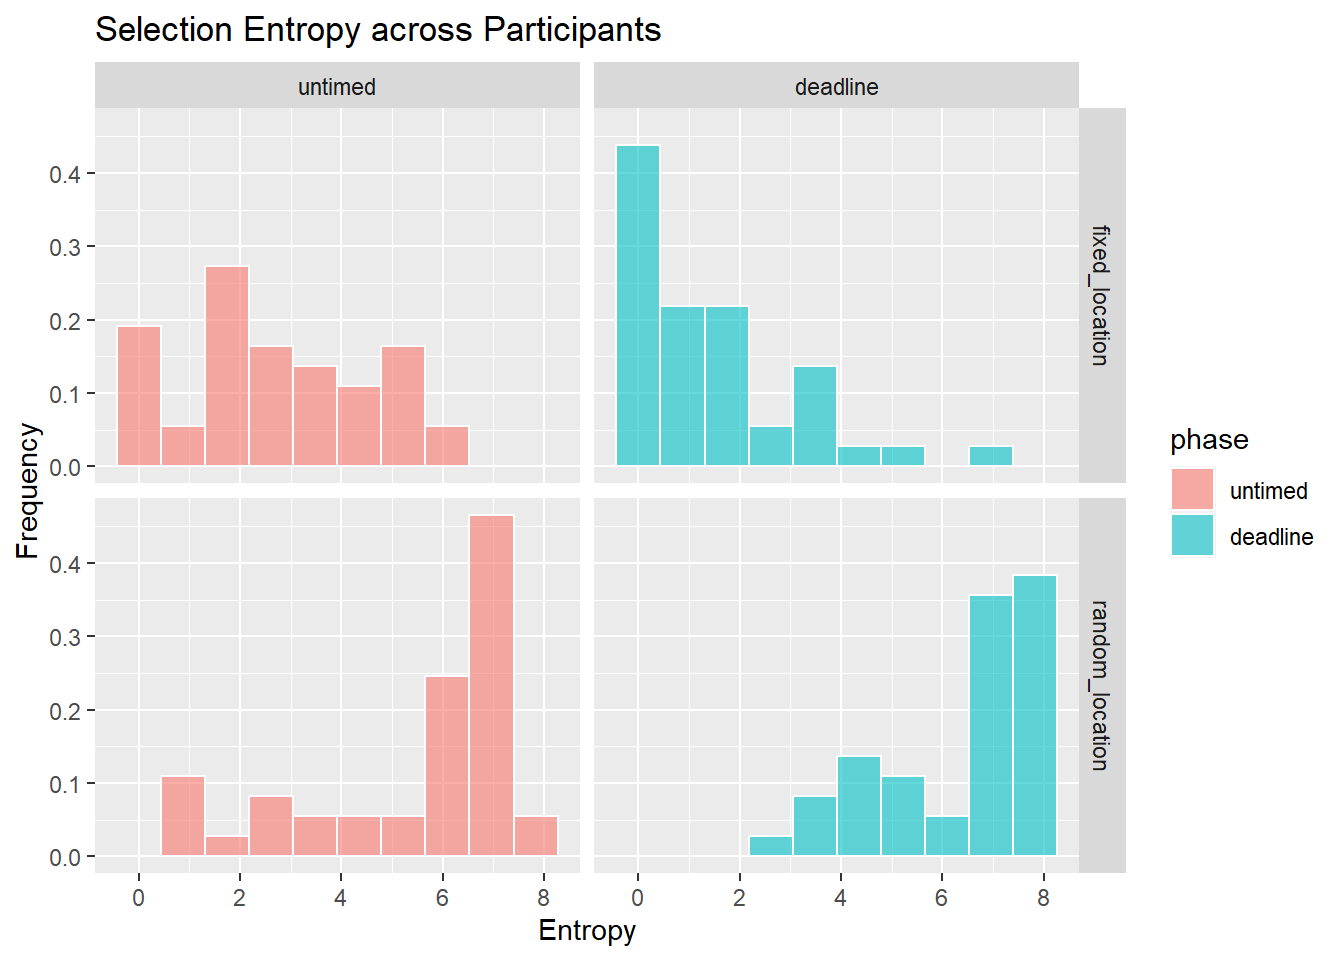 Selection Entropy across Participants
untimed
deadline
0.4
0.3
0.2
0.1
0.0
fixed_location
Frequency
0.4
0.3
0.2
0.1
0.0
random_location
0 2 4 6 8
0 2 4 6 8
Entropy
phase
untimed
deadline